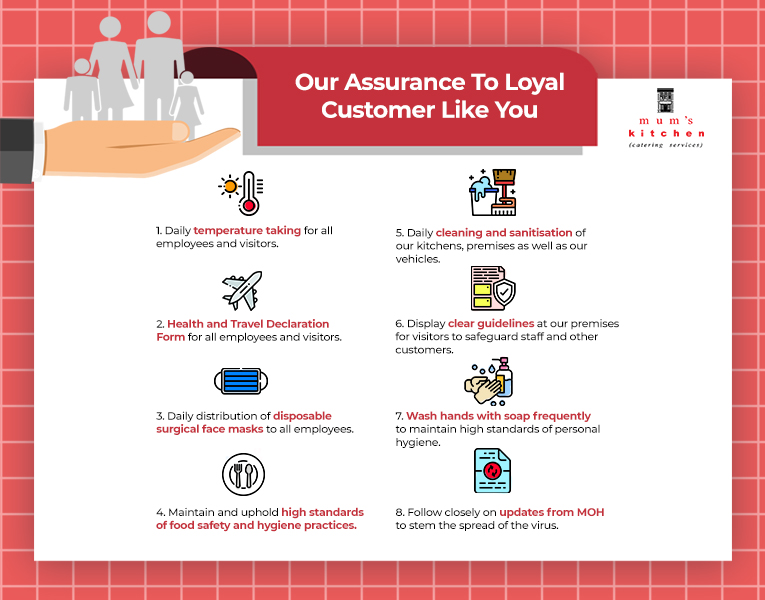 Our Assurance To Loyal
Customer Like You
mum's
kitchen
(catering services)
1. Daily temperature taking for all
employees and visitors.
2. Health and Travel Declaration
Form for all employees and visitors.
3. Daily distribution of disposable
surgical face masks to all employees.
4. Maintain and uphold high standards
of food safety and hygiene practices.
5. Daily cleaning and sanitisation of
our kitchens, premises as well as our
vehicles.
6. Display clear guidelines at our premises
for visitors to safeguard staff and other
customers.
7. Wash hands with soap frequently
to maintain high standards of personal
hygiene.
8. Follow closely on updates from MOH
to stem the spread of the virus.